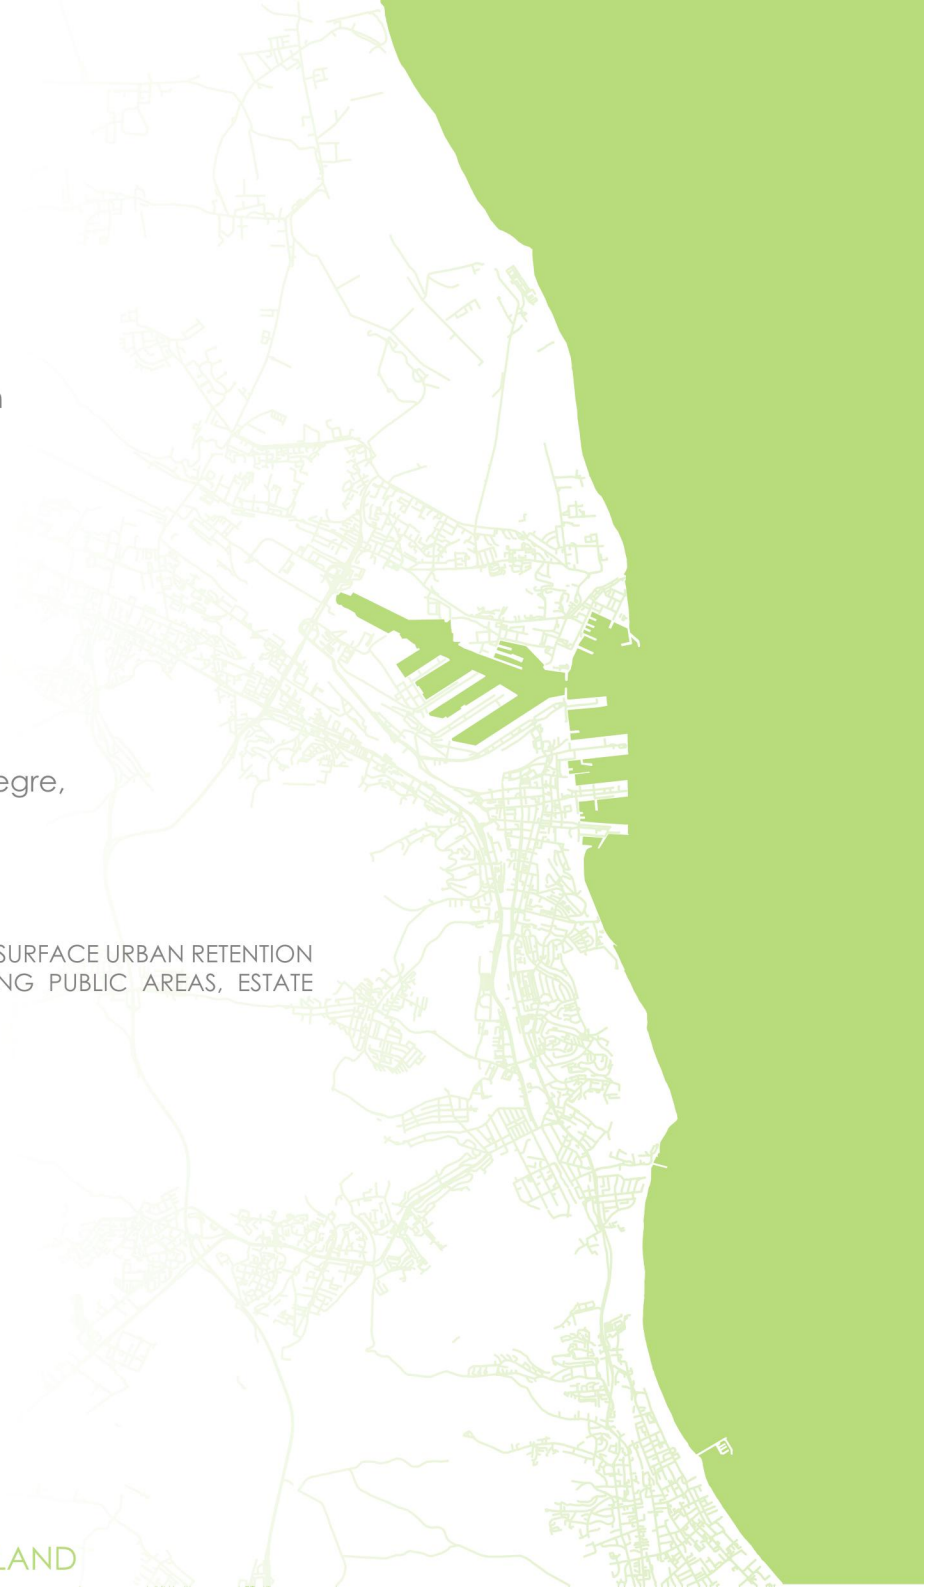 egre,
SURFACE URBAN RETENTION
NG PUBLIC AREAS, ESTATE
LAND